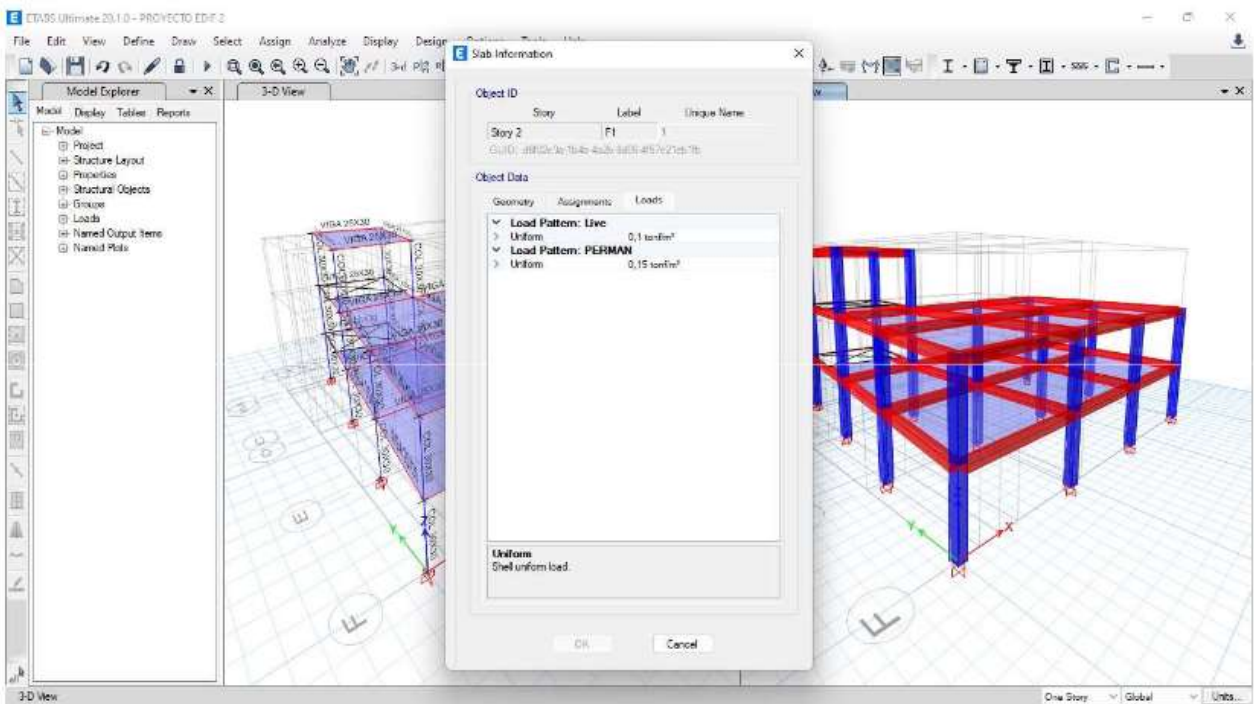 ETABS Ultimate 20.1.0 - PROYECTO EDIF-2
File Edit View Define Draw Select Assign Analyze Display Design
Model Explorer
3-D View
Model Display Tables Reports
Model
Project
Structure Layout
Properties
Structural Objects
Groups
Loads
Named Output Items
Named Plots
Slab Information
Object ID
Story Label Unique Name
Story 2 F1 1
GUID:
Object Data
Geometry Assignments Loads
Load Pattern: Live
Uniform 0,1 tonf/m²
Load Pattern: PERMAN
Uniform 0,15 tonf/m²
Uniform
Shell uniform load.
OK Cancel
VIGA 25X30
E
F
Y
Z
F
Y
X
3-D View
One Story Global Units...